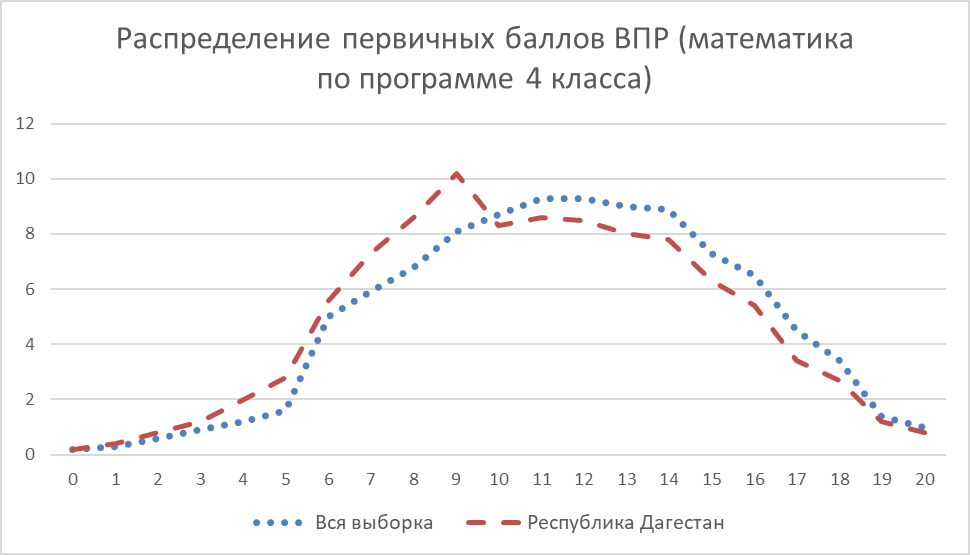 Распределение первичных баллов ВПР (математика
по программе 4 класса)
12
10
8
6
4
2
0
0 1 2 3 4 5 6 7 8 9 10 11 12 13 14 15 16 17 18 19 20
Вся выборка Республика Дагестан